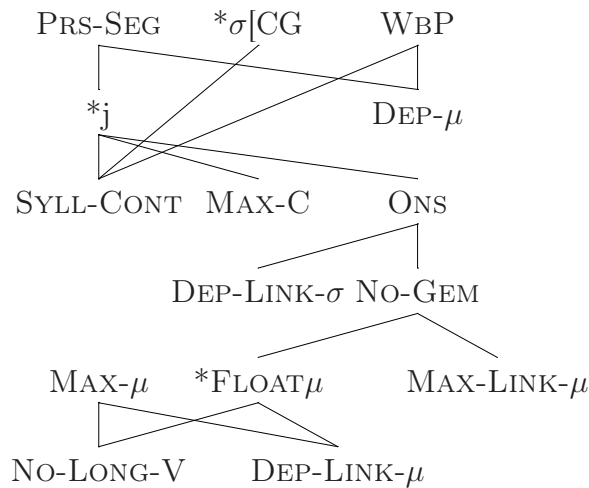 PRS-SEG *σ[CG WBP
*j DEP-μ
SYLL-CONT MAX-C ONS
DEP-LINK-σ NO-GEM
MAX-μ *FLOATμ MAX-LINK-μ
NO-LONG-V DEP-LINK-μ